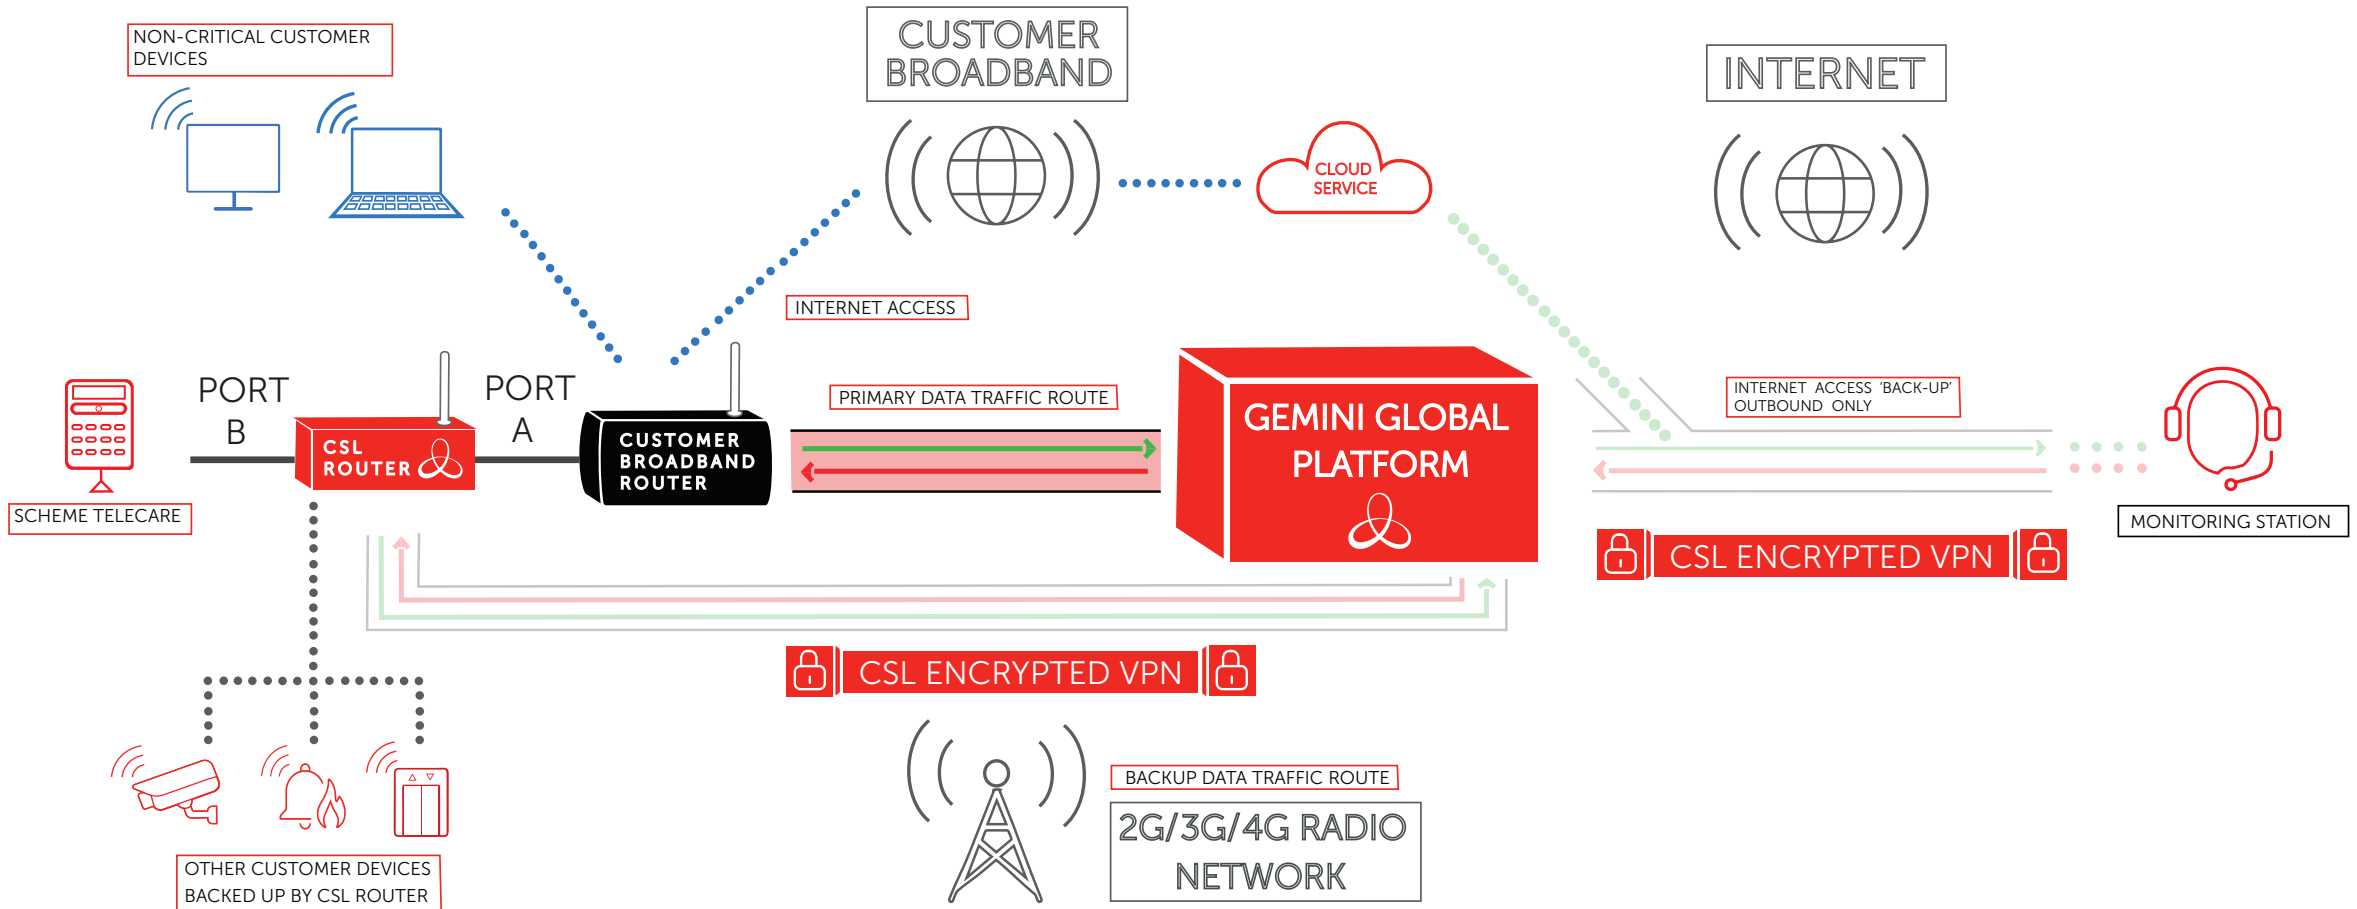 NON-CRITICAL CUSTOMER
DEVICES
CUSTOMER
BROADBAND
INTERNET
CLOUD
SERVICE
INTERNET ACCESS
PORT
B
PORT
A
CSL
ROUTER
CUSTOMER
BROADBAND
ROUTER
PRIMARY DATA TRAFFIC ROUTE
GEMINI GLOBAL
PLATFORM
INTERNET ACCESS ‘BACK-UP’
OUTBOUND ONLY
SCHEME TELECARE
MONITORING STATION
CSL ENCRYPTED VPN
CSL ENCRYPTED VPN
BACKUP DATA TRAFFIC ROUTE
2G/3G/4G RADIO
NETWORK
OTHER CUSTOMER DEVICES
BACKED UP BY CSL ROUTER